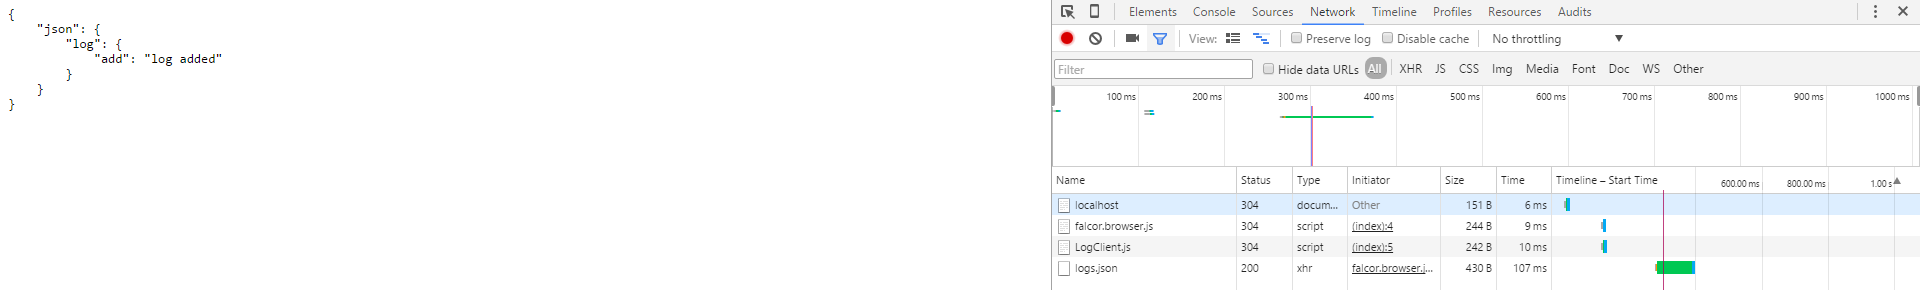 {
    "json": {
        "log": {
            "add": "log added"
        }
    }
}
Elements Console Sources Network Timeline Profiles Resources Audits
View: Preserve log Disable cache No throttling
Filter Hide data URLs All XHR JS CSS Img Media Font Doc WS Other
100 ms 200 ms 300 ms 400 ms 500 ms 600 ms 700 ms 800 ms 900 ms 1000 ms
Name Status Type Initiator Size Time Timeline – Start Time 600.00 ms 800.00 ms 1.00 s
localhost 304 docum... Other 151 B 6 ms
falcor.browser.js 304 script (index):4 244 B 9 ms
LogClient.js 304 script (index):5 242 B 10 ms
logs.json 200 xhr falcor.browser.j... 430 B 107 ms